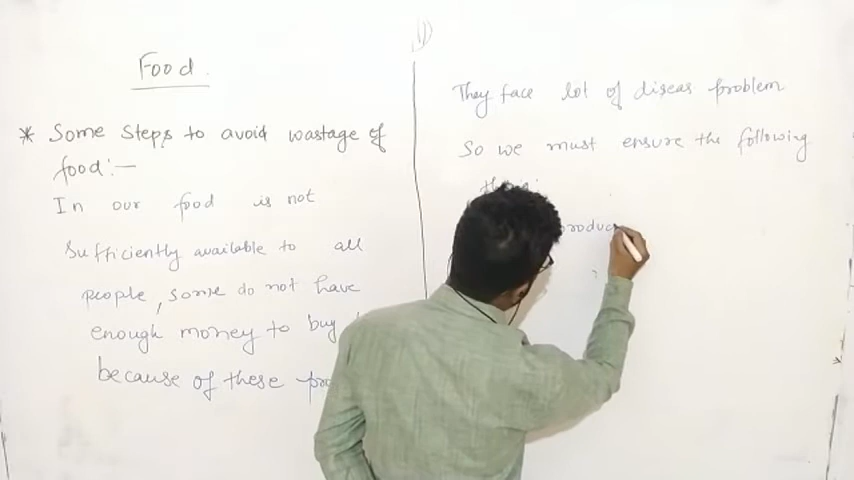 Food.
* Some steps to avoid wastage of
food:-
In our food is not
Sufficiently available to all
people, some do not have
enough money to buy
because of these
They face lot of diseas problem
So we must ensure the following
produc